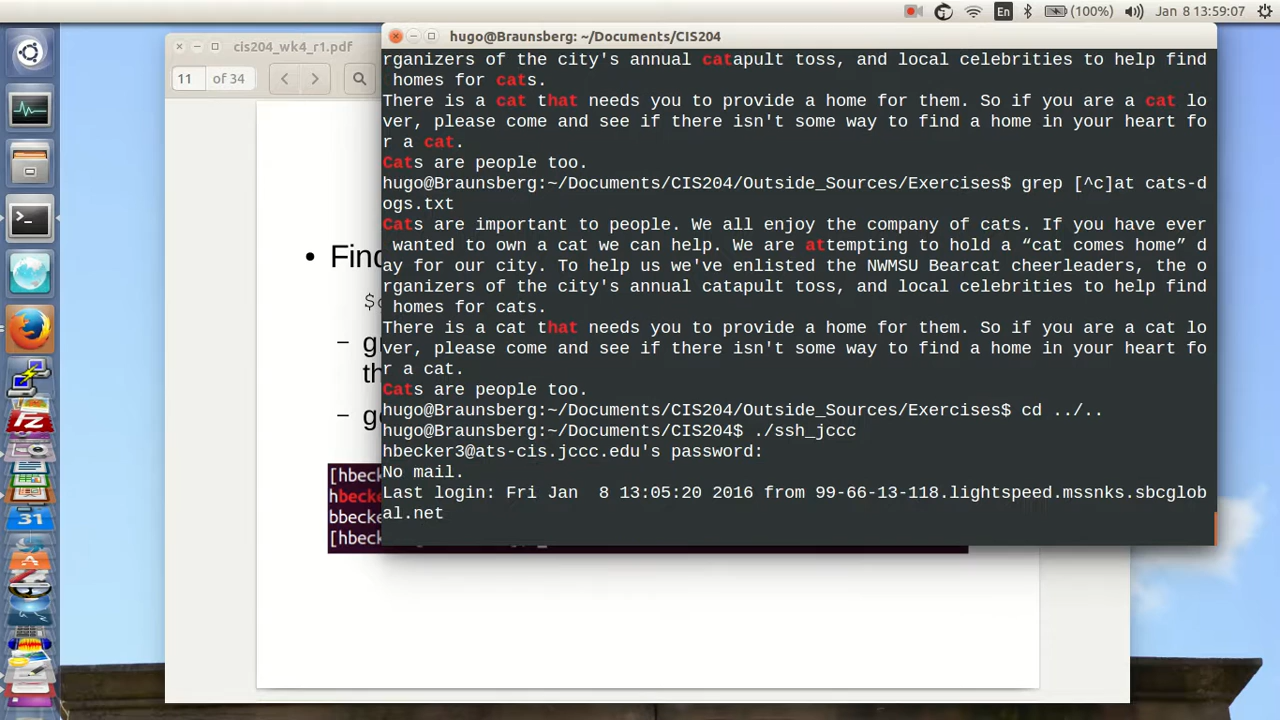 En (100%) Jan 8 13:59:07
cis204_wk4_r1.pdf
hugo@Braunsberg: ~/Documents/CIS204
11 of 34
rganizers of the city's annual catapult toss, and local celebrities to help find
homes for cats.
There is a cat that needs you to provide a home for them. So if you are a cat lo
ver, please come and see if there isn't some way to find a home in your heart fo
r a cat.
Cats are people too.
hugo@Braunsberg:~/Documents/CIS204/Outside_Sources/Exercises$ grep [^c]at cats-d
ogs.txt
Cats are important to people. We all enjoy the company of cats. If you have ever
wanted to own a cat we can help. We are attempting to hold a “cat comes home” d
ay for our city. To help us we've enlisted the NWMSU Bearcat cheerleaders, the o
rganizers of the city's annual catapult toss, and local celebrities to help find
homes for cats.
There is a cat that needs you to provide a home for them. So if you are a cat lo
ver, please come and see if there isn't some way to find a home in your heart fo
r a cat.
Cats are people too.
hugo@Braunsberg:~/Documents/CIS204/Outside_Sources/Exercises$ cd ../..
hugo@Braunsberg:~/Documents/CIS204$ ./ssh_jccc
hbecker3@ats-cis.jccc.edu's password:
No mail.
Last login: Fri Jan  8 13:05:20 2016 from 99-66-13-118.lightspeed.mssnks.sbcglob
al.net
• Find
$g
– g
th
– g
[hbeck
hbecke
bbecke
[hbeck
31